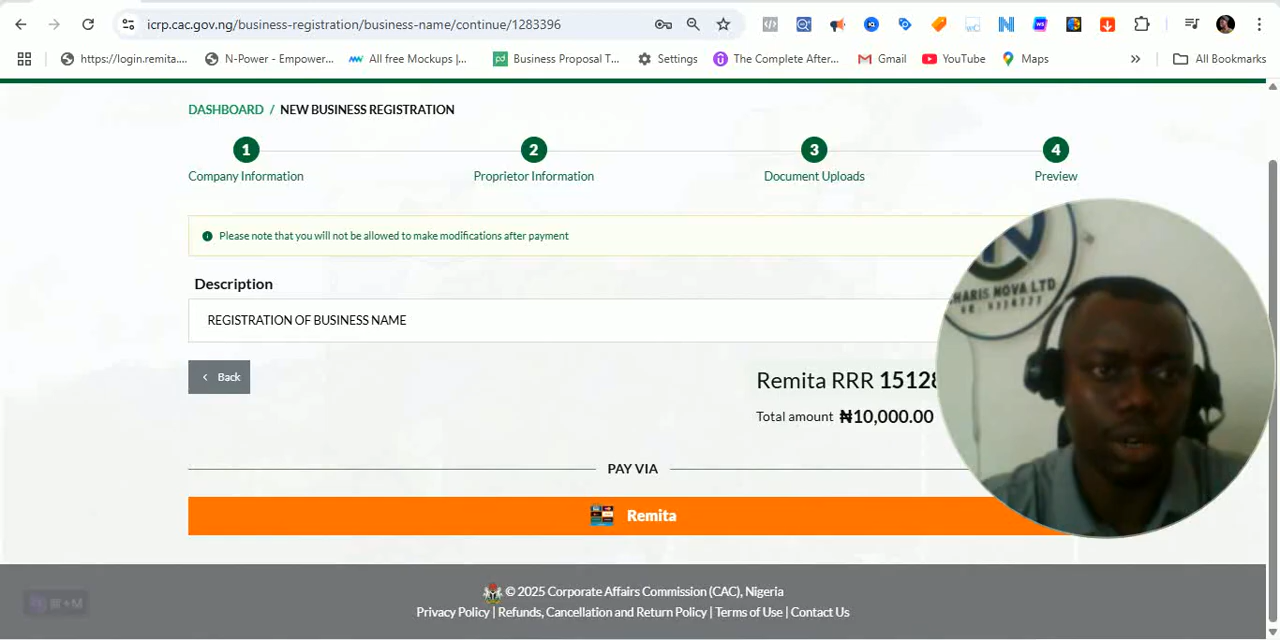 icrp.cac.gov.ng/business-registration/business-name/continue/1283396
https://login.remita....
N-Power - Empower...
All free Mockups |...
Business Proposal T...
Settings
The Complete After...
Gmail
YouTube
Maps
All Bookmarks
DASHBOARD / NEW BUSINESS REGISTRATION
1
2
3
4
Company Information
Proprietor Information
Document Uploads
Preview
Please note that you will not be allowed to make modifications after payment
Description
HARIS NOVA LTD
REGISTRATION OF BUSINESS NAME
Back
Remita RRR 15128
Total amount ₦10,000.00
PAY VIA
Remita
© 2025 Corporate Affairs Commission (CAC), Nigeria
Privacy Policy | Refunds, Cancellation and Return Policy | Terms of Use | Contact Us